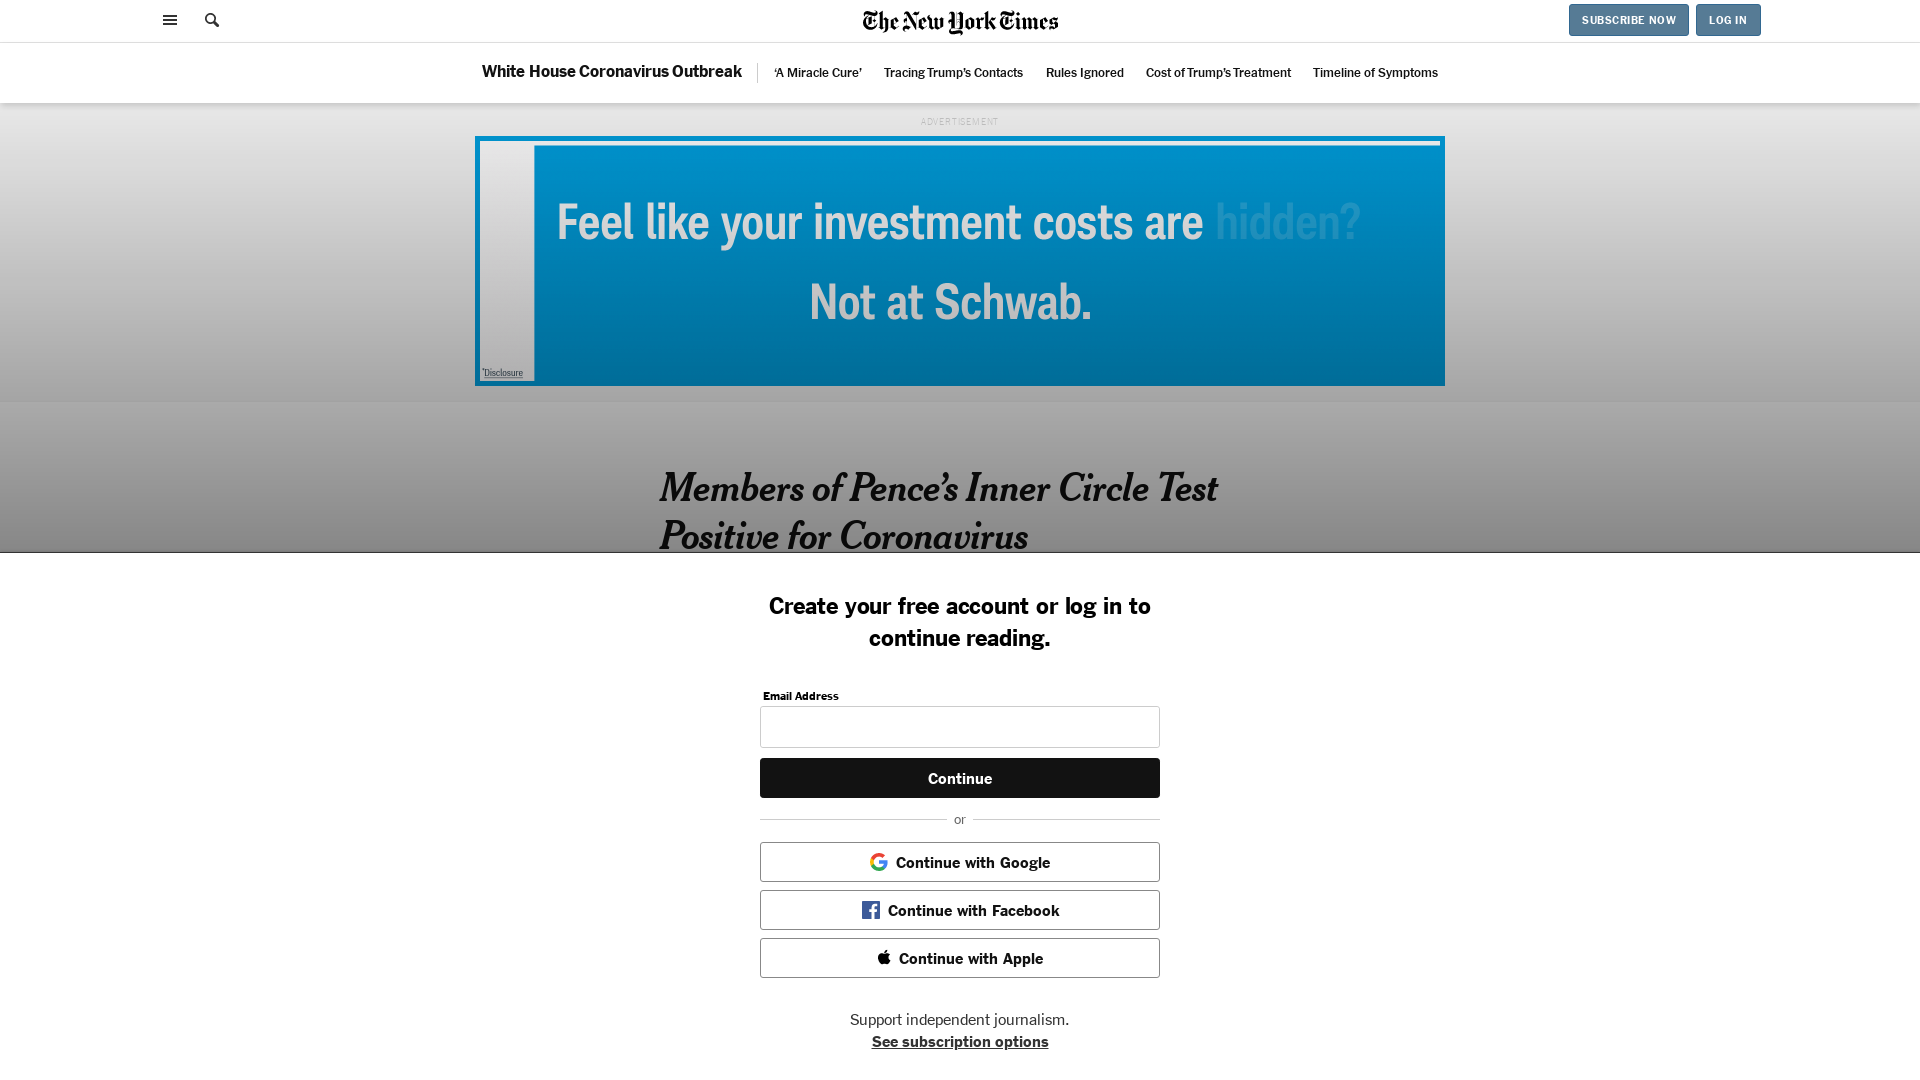 The New York Times
SUBSCRIBE NOW
LOG IN
White House Coronavirus Outbreak
‘A Miracle Cure’
Tracing Trump’s Contacts
Rules Ignored
Cost of Trump’s Treatment
Timeline of Symptoms
ADVERTISEMENT
Feel like your investment costs are hidden?
Not at Schwab.
*Disclosure
Members of Pence’s Inner Circle Test
Positive for Coronavirus
Create your free account or log in to
continue reading.
Email Address
Continue
or
Continue with Google
Continue with Facebook
Continue with Apple
Support independent journalism.
See subscription options